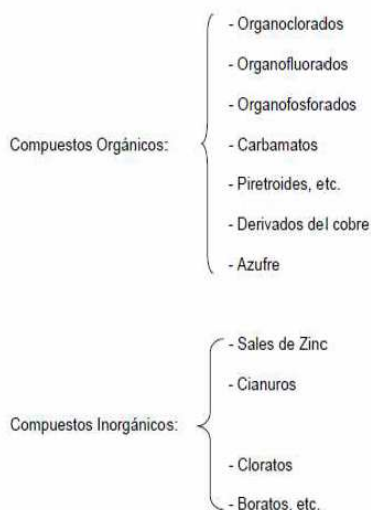 - Organoclorados
- Organofluorados
- Organofosforados
Compuestos Orgánicos:
- Carbamatos
- Piretroides, etc.
- Derivados del cobre
- Azufre
- Sales de Zinc
- Cianuros
Compuestos Inorgánicos:
- Cloratos
- Boratos, etc.